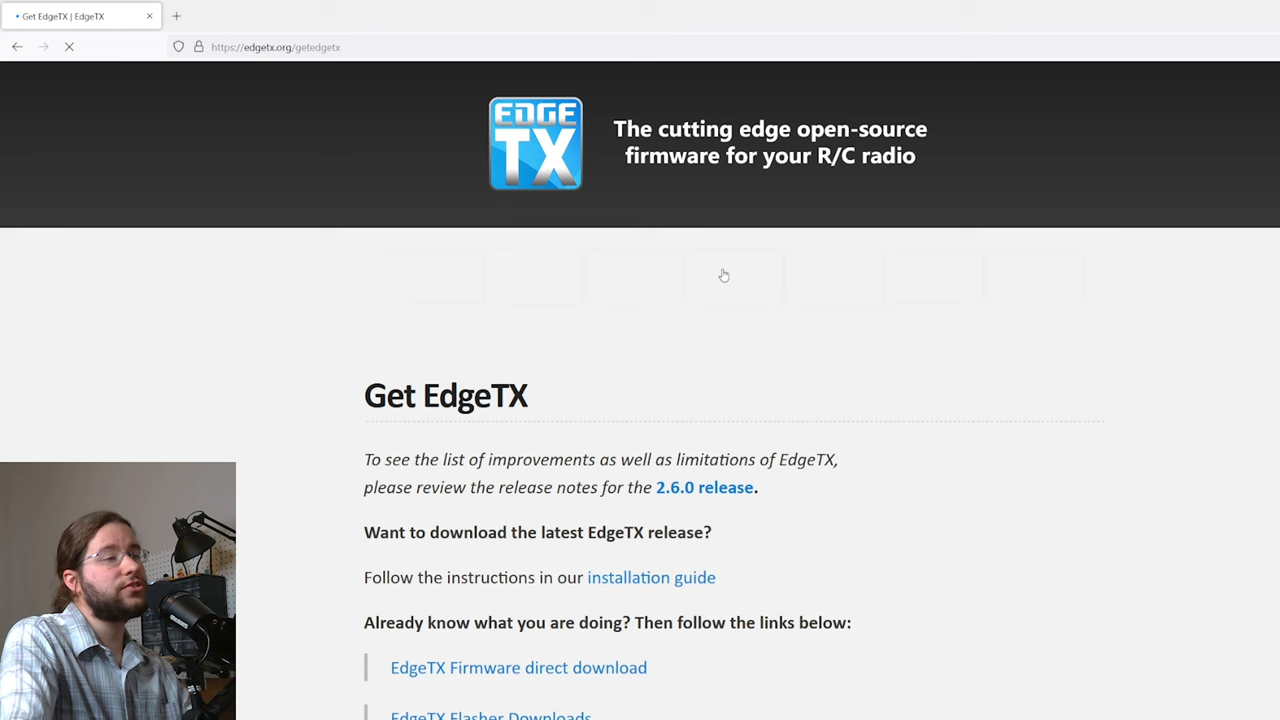 Get EdgeTX | EdgeTX
https://edgetx.org/getedgetx
EDGE
TX
The cutting edge open-source
firmware for your R/C radio
Get EdgeTX
To see the list of improvements as well as limitations of EdgeTX,
please review the release notes for the 2.6.0 release.
Want to download the latest EdgeTX release?
Follow the instructions in our installation guide
Already know what you are doing? Then follow the links below:
EdgeTX Firmware direct download
EdgeTX Flasher Downloads